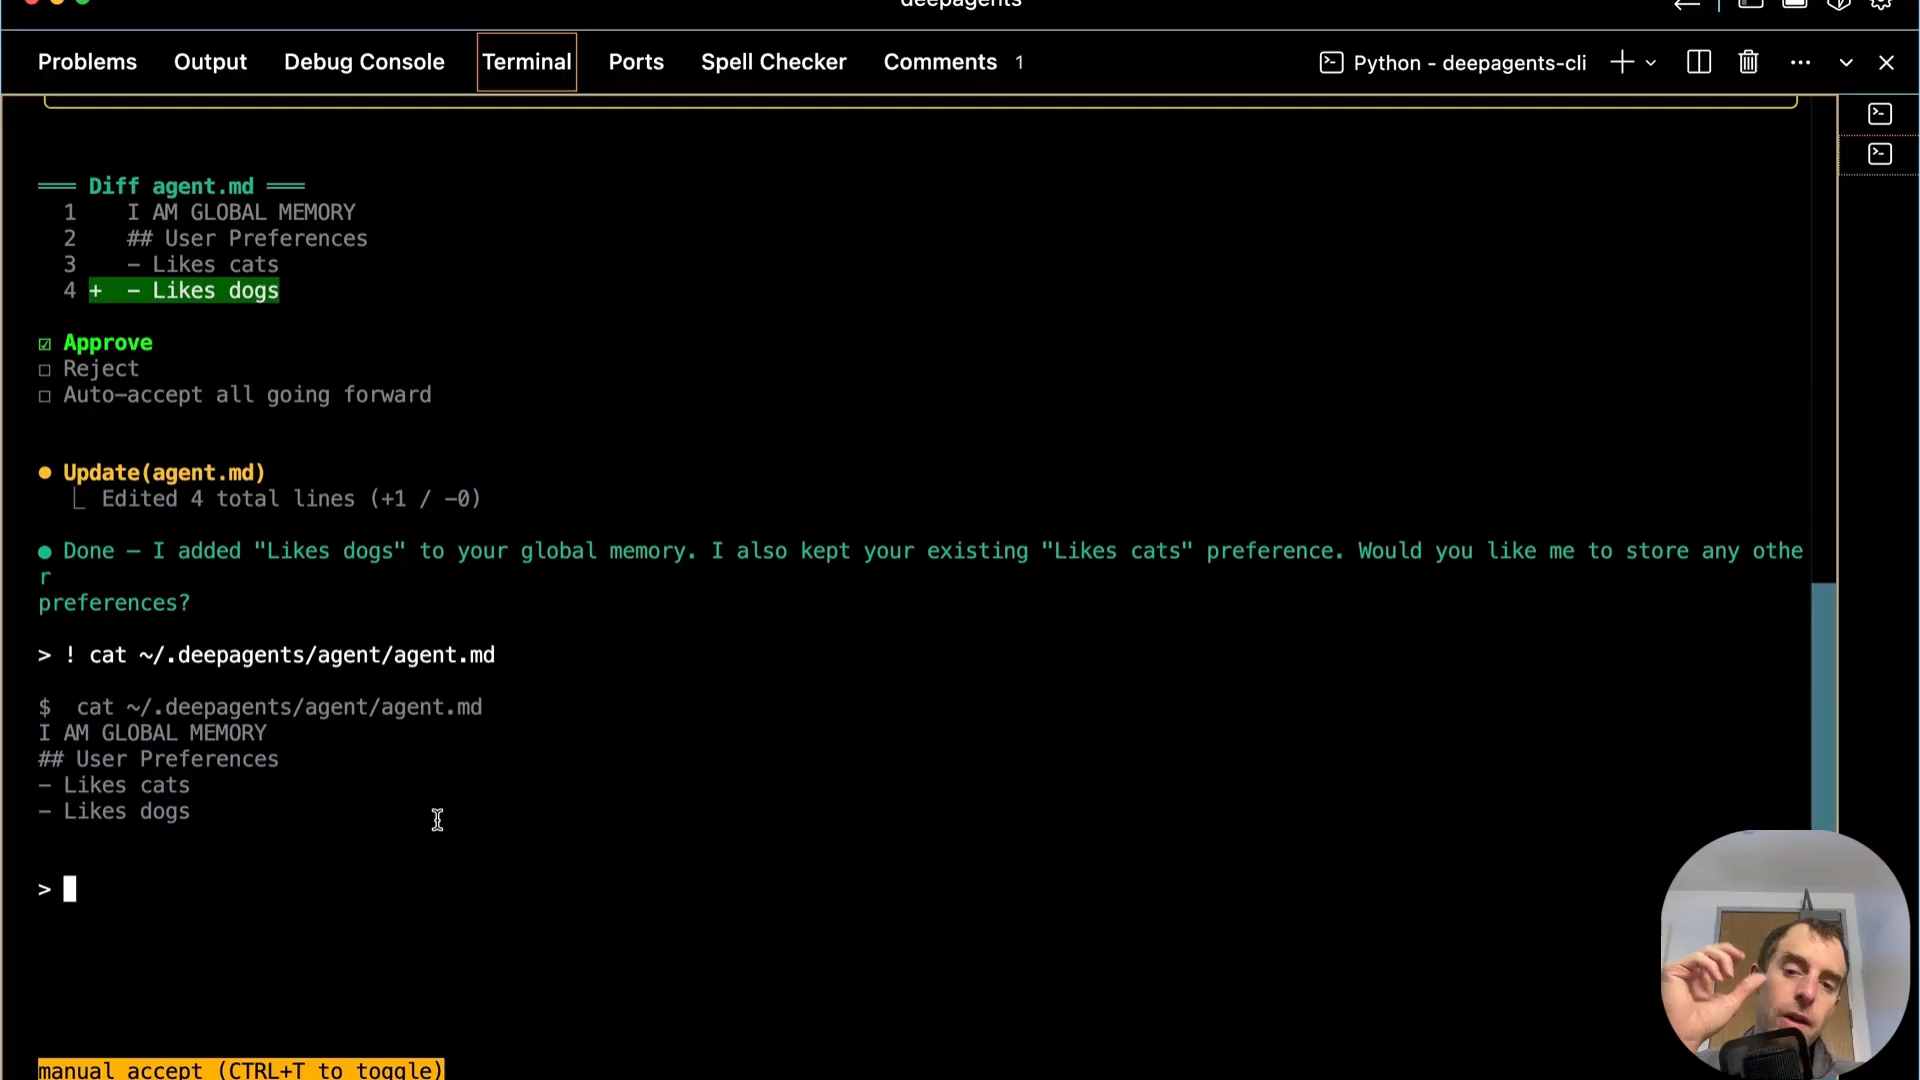 deepagents
Problems Output Debug Console Terminal Ports Spell Checker Comments 1 Python - deepagents-cli
═══ Diff agent.md ═══
1 I AM GLOBAL MEMORY
2 ## User Preferences
3 - Likes cats
4 + - Likes dogs
☑ Approve
☐ Reject
☐ Auto-accept all going forward
● Update(agent.md)
⎿ Edited 4 total lines (+1 / -0)
● Done — I added "Likes dogs" to your global memory. I also kept your existing "Likes cats" preference. Would you like me to store any othe
r
preferences?
> ! cat ~/.deepagents/agent/agent.md
$ cat ~/.deepagents/agent/agent.md
I AM GLOBAL MEMORY
## User Preferences
- Likes cats
- Likes dogs
>
manual accept (CTRL+T to toggle)